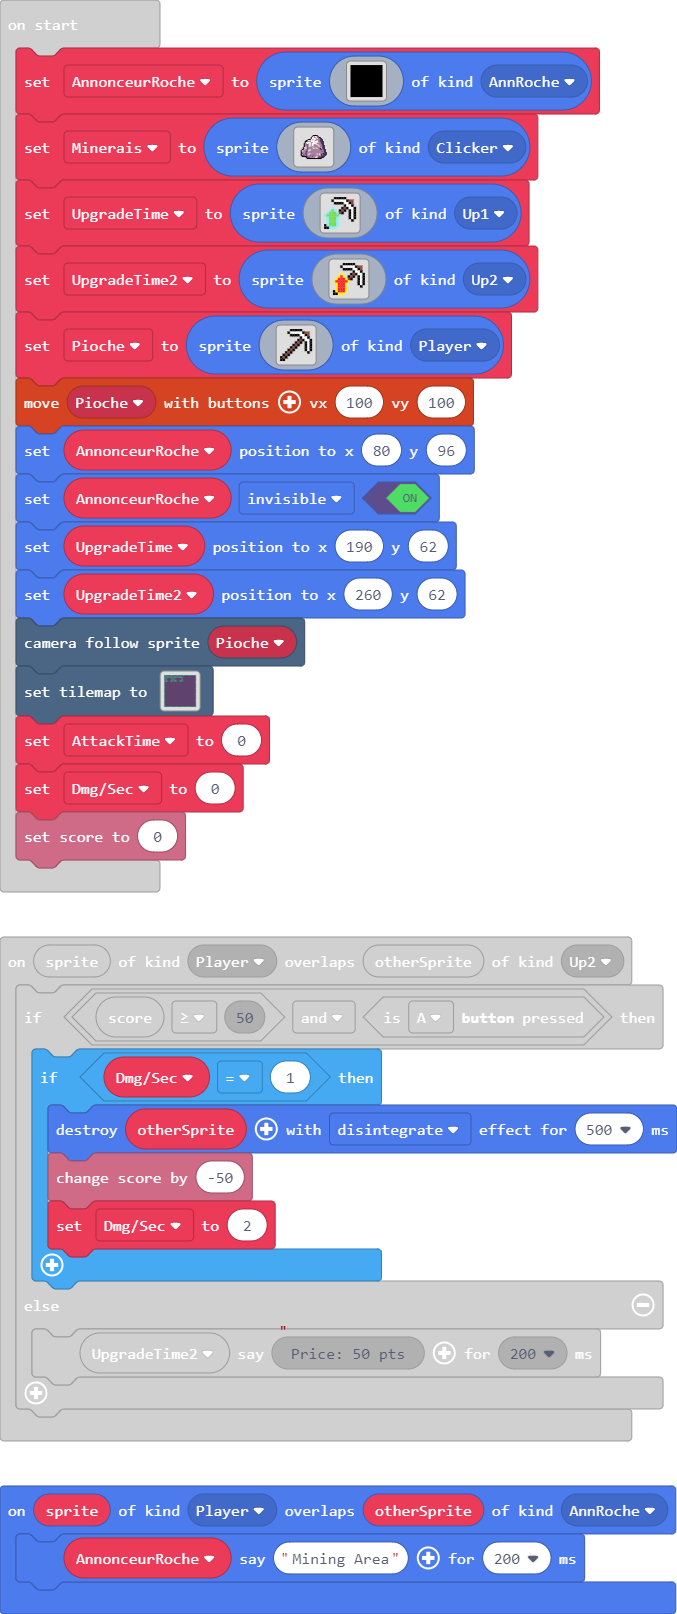 on start
set AnnonceurRoche to sprite of kind AnnRoche
set Minerais to sprite of kind Clicker
set UpgradeTime to sprite of kind Up1
set UpgradeTime2 to sprite of kind Up2
set Pioche to sprite of kind Player
move Pioche with buttons vx 100 vy 100
set AnnonceurRoche position to x 80 y 96
set AnnonceurRoche invisible ON
set UpgradeTime position to x 190 y 62
set UpgradeTime2 position to x 260 y 62
camera follow sprite Pioche
set tilemap to
set AttackTime to 0
set Dmg/Sec to 0
set score to 0
on sprite of kind Player overlaps otherSprite of kind Up2
if score ≥ 50 and is A button pressed then
if Dmg/Sec = 1 then
destroy otherSprite with disintegrate effect for 500 ms
change score by -50
set Dmg/Sec to 2
else
"
UpgradeTime2 say Price: 50 pts for 200 ms
on sprite of kind Player overlaps otherSprite of kind AnnRoche
AnnonceurRoche say "Mining Area" for 200 ms